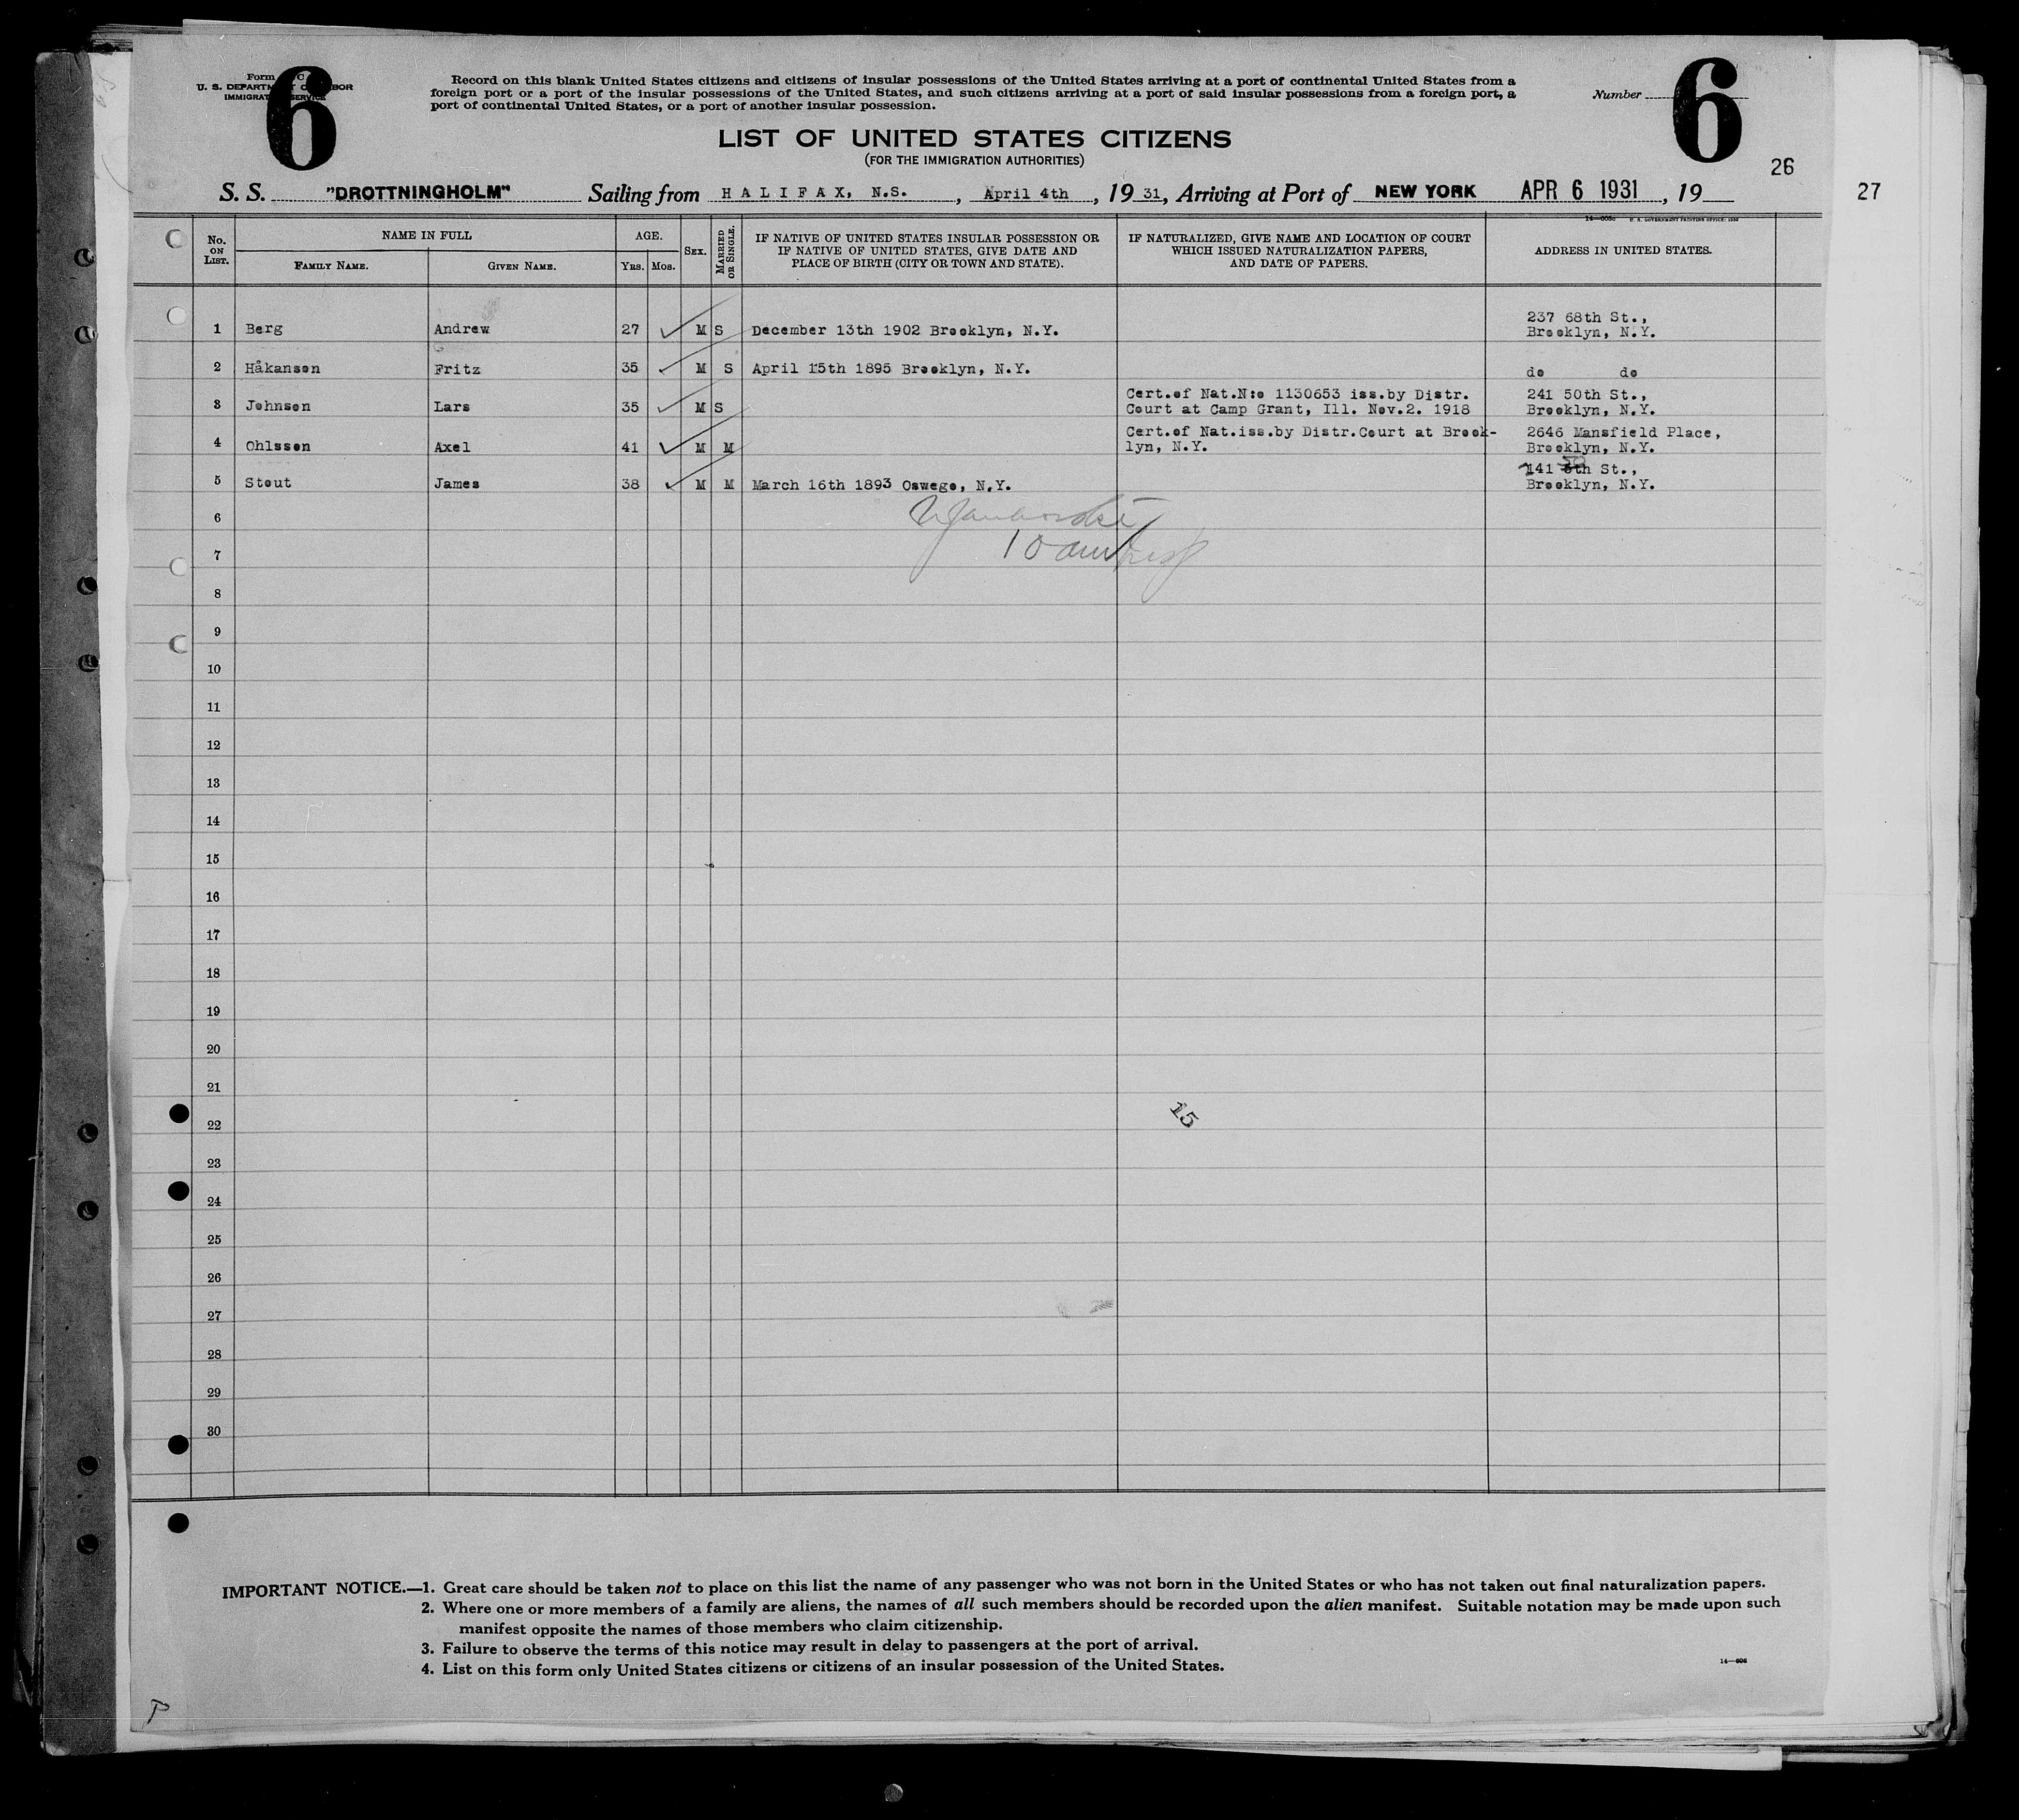 Form
U. S. DEPARTMENT OF LABOR
IMMIGRATION SERVICE
6
Record on this blank United States citizens and citizens of insular possessions of the United States arriving at a port of continental United States from a
foreign port or a port of the insular possessions of the United States, and such citizens arriving at a port of said insular possessions from a foreign port, a
port of continental United States, or a port of another insular possession.
Number 6
LIST OF UNITED STATES CITIZENS
(FOR THE IMMIGRATION AUTHORITIES)
26
27
S. S. "DROTTNINGHOLM" Sailing from HALIFAX, N.S., April 4th, 1931, Arriving at Port of NEW YORK APR 6 1931, 19
No. ON LIST. NAME IN FULL FAMILY NAME. GIVEN NAME. AGE. YRS. MOS. SEX. MARRIED OR SINGLE. IF NATIVE OF UNITED STATES INSULAR POSSESSION OR IF NATIVE OF UNITED STATES, GIVE DATE AND PLACE OF BIRTH (CITY OR TOWN AND STATE). IF NATURALIZED, GIVE NAME AND LOCATION OF COURT WHICH ISSUED NATURALIZATION PAPERS, AND DATE OF PAPERS. ADDRESS IN UNITED STATES.
1 Berg Andrew 27 M S December 13th 1902 Brooklyn, N.Y. 237 68th St., Brooklyn, N.Y.
2 Håkanson Fritz 35 M S April 15th 1895 Brooklyn, N.Y. do do
3 Johnson Lars 35 M S Cert.of Nat.N:o 1130653 iss.by Distr. Court at Camp Grant, Ill. Nov.2. 1918 241 50th St., Brooklyn, N.Y.
4 Ohlsson Axel 41 M M Cert.of Nat.iss.by Distr.Court at Brook-lyn, N.Y. 2646 Mansfield Place, Brooklyn, N.Y.
5 Stout James 38 M M March 16th 1893 Oswego, N.Y. 141 50th St., Brooklyn, N.Y.
6
7 10
8
9
10
11
12
13
14
15
16
17
18
19
20
21
22 15
23
24
25
26
27
28
29
30
IMPORTANT NOTICE.—1. Great care should be taken not to place on this list the name of any passenger who was not born in the United States or who has not taken out final naturalization papers.
2. Where one or more members of a family are aliens, the names of all such members should be recorded upon the alien manifest. Suitable notation may be made upon such
manifest opposite the names of those members who claim citizenship.
3. Failure to observe the terms of this notice may result in delay to passengers at the port of arrival.
4. List on this form only United States citizens or citizens of an insular possession of the United States.
P